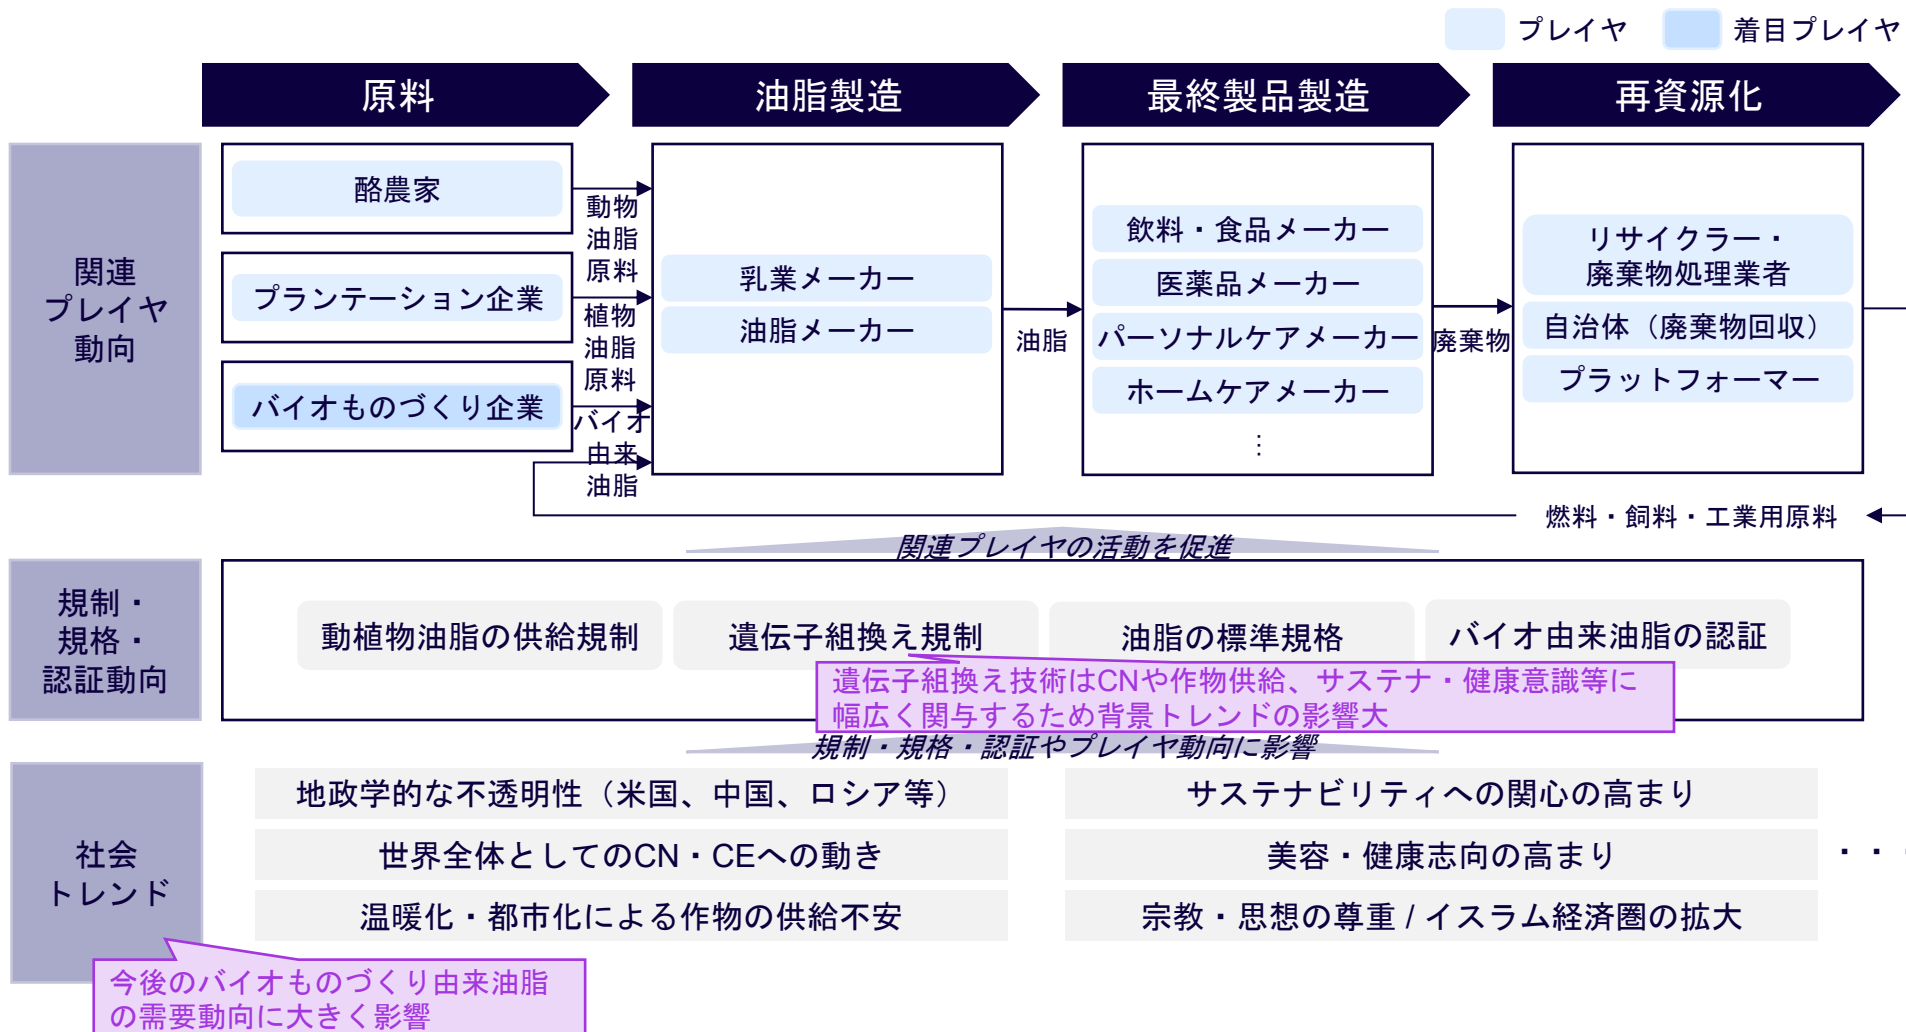 プレイヤ
着目プレイヤ
原料
油脂製造
最終製品製造
再資源化
関連
プレイヤ
動向
酪農家
プランテーション企業
バイオものづくり企業
動物
油脂
原料
植物
油脂
原料
バイオ
由来
油脂
乳業メーカー
油脂メーカー
油脂
飲料・食品メーカー
医薬品メーカー
パーソナルケアメーカー
ホームケアメーカー
…
廃棄物
リサイクラー・
廃棄物処理業者
自治体（廃棄物回収）
プラットフォーマー
燃料・飼料・工業用原料
関連プレイヤの活動を促進
規制・
規格・
認証動向
動植物油脂の供給規制
遺伝子組換え規制
油脂の標準規格
バイオ由来油脂の認証
遺伝子組換え技術はCNや作物供給、サステナ・健康意識等に
幅広く関与するため背景トレンドの影響大
規制・規格・認証やプレイヤ動向に影響
社会
トレンド
地政学的な不透明性（米国、中国、ロシア等）
サステナビリティへの関心の高まり
世界全体としてのCN・CEへの動き
美容・健康志向の高まり
・・・
温暖化・都市化による作物の供給不安
宗教・思想の尊重 / イスラム経済圏の拡大
今後のバイオものづくり由来油脂
の需要動向に大きく影響